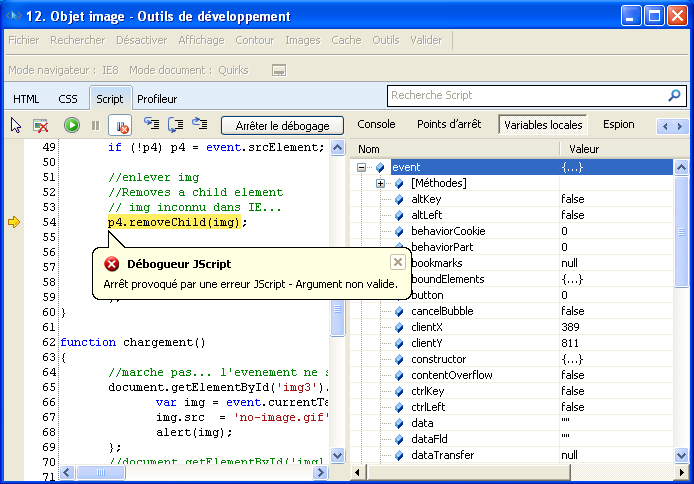 12. Objet image - Outils de développement
Fichier Rechercher Désactiver Affichage Contour Images Cache Outils Valider
Mode navigateur : IE8 Mode document : Quirks
HTML CSS Script Profileur
Recherche Script
Arrêter le débogage
Console Points d'arrêt Variables locales Espion
49 if (!p4) p4 = event.srcElement;
50
51 //enlever img
52 //Removes a child element
53 // img inconnu dans IE...
54 p4.removeChild(img);
55
Débogueur JScript
Arrêt provoqué par une erreur JScript - Argument non valide.
56
57
58
59 };
60 }
61
62 function chargement()
63 {
64 //marche pas... l'evenement ne s
65 document.getElementById('img3').
66 var img = event.currentTa
67 img.src = 'no-image.gif'
68 alert(img);
69 };
70 //document.getElementById('img1
71
Nom Valeur
event {...}
[Méthodes]
altKey false
altLeft false
behaviorCookie 0
behaviorPart 0
bookmarks null
boundElements {...}
button 0
cancelBubble false
clientX 389
clientY 811
constructor {...}
contentOverflow false
ctrlKey false
ctrlLeft false
data ""
dataFld ""
dataTransfer null